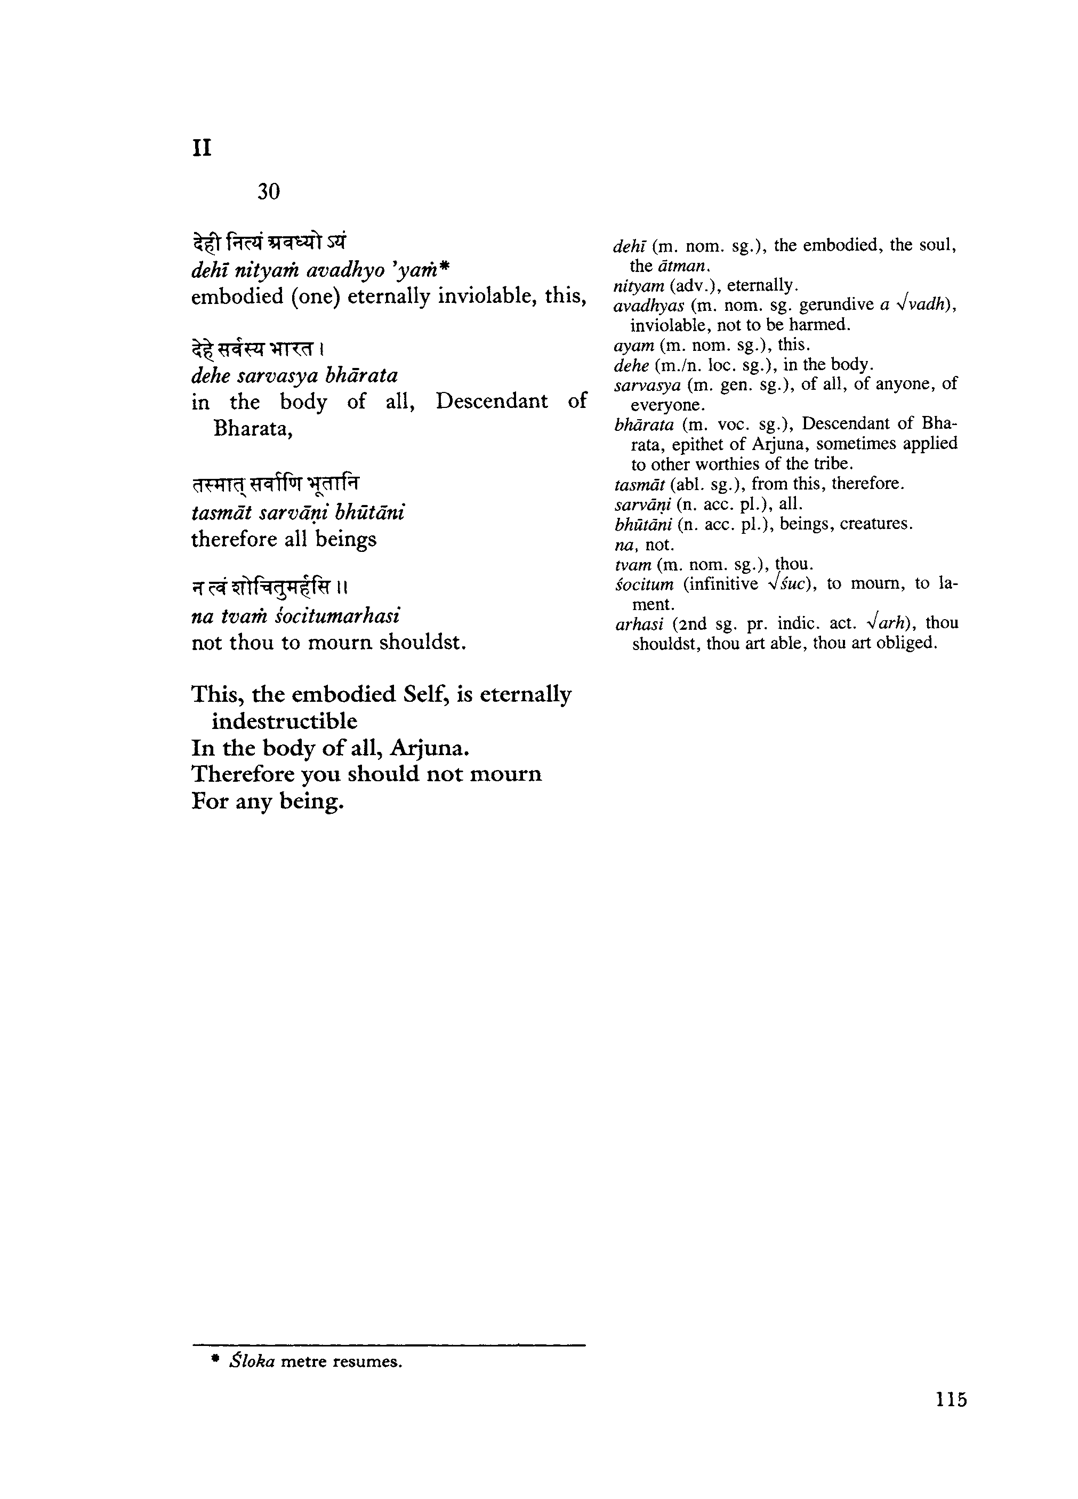 II
30
देही नित्यं अवध्यो ऽयं
dehī nityaṁ avadhyo ’yaṁ*
embodied (one) eternally inviolable, this,
देहे सर्वस्य भारत ।
dehe sarvasya bhārata
in the body of all, Descendant of
Bharata,
तस्मात् सर्वाणि भूतानि
tasmāt sarvāṇi bhūtāni
therefore all beings
न त्वं शोचितुमर्हसि ॥
na tvaṁ śocitumarhasi
not thou to mourn shouldst.
This, the embodied Self, is eternally
indestructible
In the body of all, Arjuna.
Therefore you should not mourn
For any being.
dehī (m. nom. sg.), the embodied, the soul,
the ātman.
nityam (adv.), eternally.
avadhyas (m. nom. sg. gerundive a √vadh),
inviolable, not to be harmed.
ayam (m. nom. sg.), this.
dehe (m./n. loc. sg.), in the body.
sarvasya (m. gen. sg.), of all, of anyone, of
everyone.
bhārata (m. voc. sg.), Descendant of Bha-
rata, epithet of Arjuna, sometimes applied
to other worthies of the tribe.
tasmāt (abl. sg.), from this, therefore.
sarvāṇi (n. acc. pl.), all.
bhūtāni (n. acc. pl.), beings, creatures.
na, not.
tvam (m. nom. sg.), thou.
śocitum (infinitive √śuc), to mourn, to la-
ment.
arhasi (2nd sg. pr. indic. act. √arh), thou
shouldst, thou art able, thou art obliged.
* Śloka metre resumes.
115